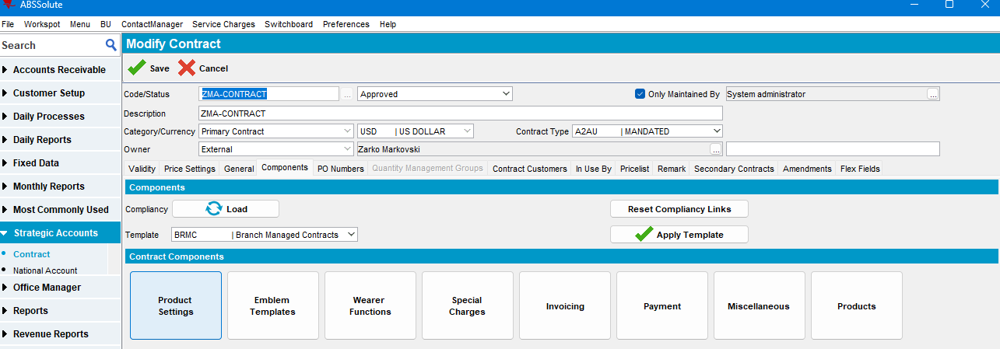 ABSSolute
File Workspot Menu BU ContactManager Service Charges Switchboard Preferences Help
Search
Modify Contract
Save Cancel
Accounts Receivable
Customer Setup
Daily Processes
Daily Reports
Fixed Data
Monthly Reports
Most Commonly Used
Strategic Accounts
Contract
National Account
Office Manager
Reports
Revenue Reports
Code/Status ZMA-CONTRACT ... Approved Only Maintained By System administrator ...
Description ZMA-CONTRACT
Category/Currency Primary Contract USD | US DOLLAR Contract Type A2AU | MANDATED
Owner External Zarko Markovski ...
Validity Price Settings General Components PO Numbers Quantity Management Groups Contract Customers In Use By Pricelist Remark Secondary Contracts Amendments Flex Fields
Components
Compliancy Load Reset Compliancy Links
Template BRMC | Branch Managed Contracts Apply Template
Contract Components
Product Settings
Emblem Templates
Wearer Functions
Special Charges
Invoicing
Payment
Miscellaneous
Products